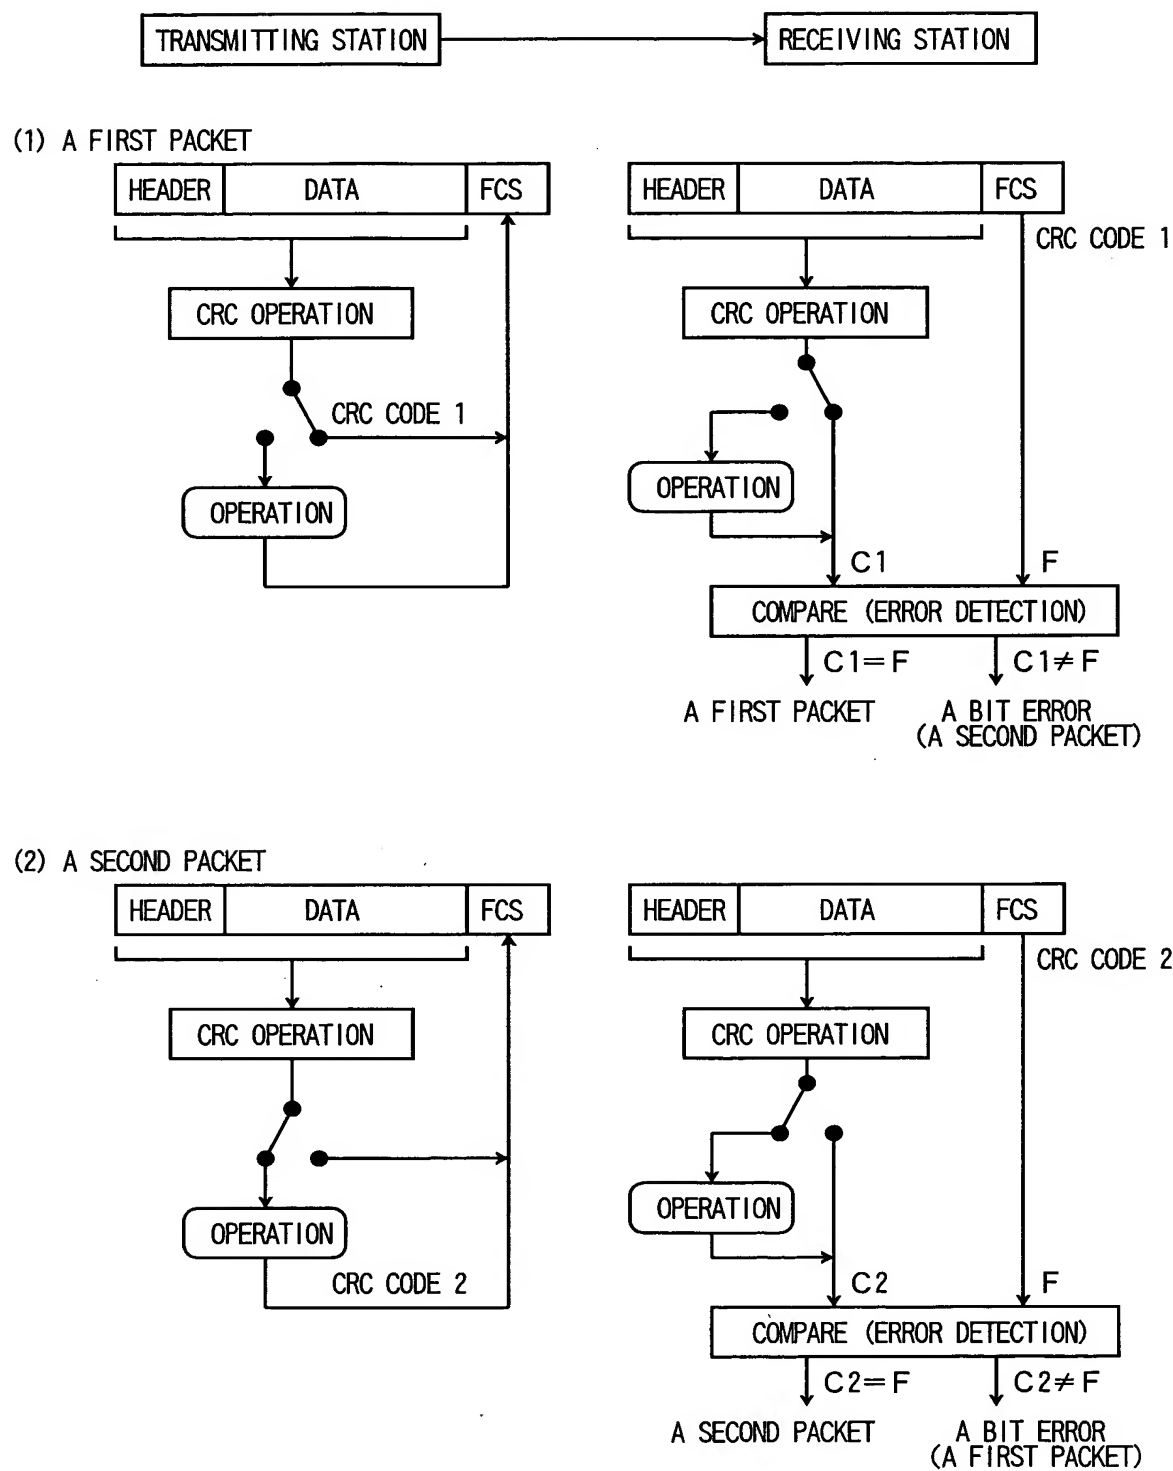 TRANSMITTING STATION
RECEIVING STATION
(1) A FIRST PACKET
HEADER DATA FCS
HEADER DATA FCS
CRC CODE 1
CRC OPERATION
CRC OPERATION
CRC CODE 1
OPERATION
OPERATION
C1
F
COMPARE (ERROR DETECTION)
C1=F
C1≠F
A FIRST PACKET
A BIT ERROR
(A SECOND PACKET)
(2) A SECOND PACKET
HEADER DATA FCS
HEADER DATA FCS
CRC CODE 2
CRC OPERATION
CRC OPERATION
OPERATION
OPERATION
CRC CODE 2
C2
F
COMPARE (ERROR DETECTION)
C2=F
C2≠F
A SECOND PACKET
A BIT ERROR
(A FIRST PACKET)